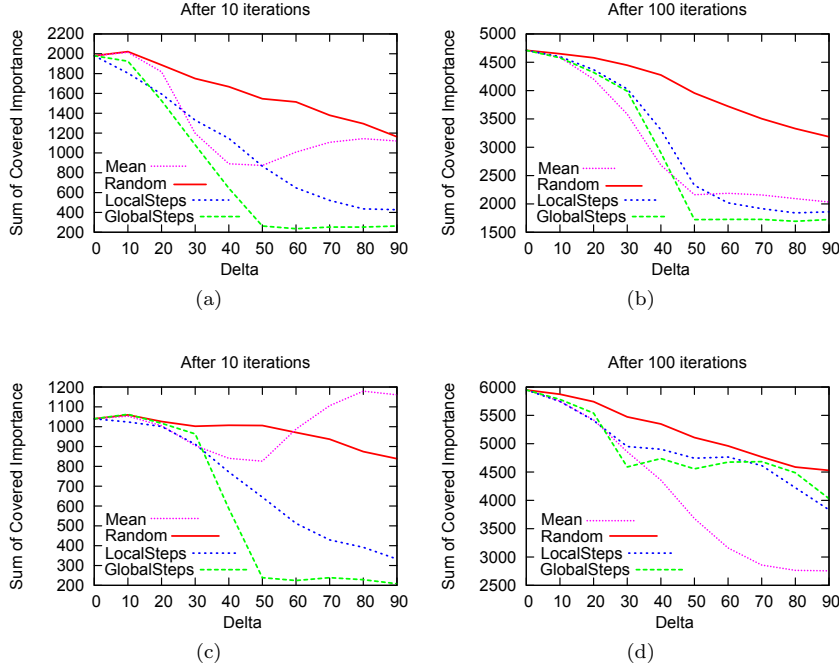 After 10 iterations
Sum of Covered Importance
2200
2000
1800
1600
1400
1200
1000
800
600
400
200
Mean
Random
LocalSteps
GlobalSteps
0 10 20 30 40 50 60 70 80 90
Delta
(a)
After 100 iterations
Sum of Covered Importance
5000
4500
4000
3500
3000
2500
2000
1500
Mean
Random
LocalSteps
GlobalSteps
0 10 20 30 40 50 60 70 80 90
Delta
(b)
After 10 iterations
Sum of Covered Importance
1200
1100
1000
900
800
700
600
500
400
300
200
Mean
Random
LocalSteps
GlobalSteps
0 10 20 30 40 50 60 70 80 90
Delta
(c)
After 100 iterations
Sum of Covered Importance
6000
5500
5000
4500
4000
3500
3000
2500
Mean
Random
LocalSteps
GlobalSteps
0 10 20 30 40 50 60 70 80 90
Delta
(d)